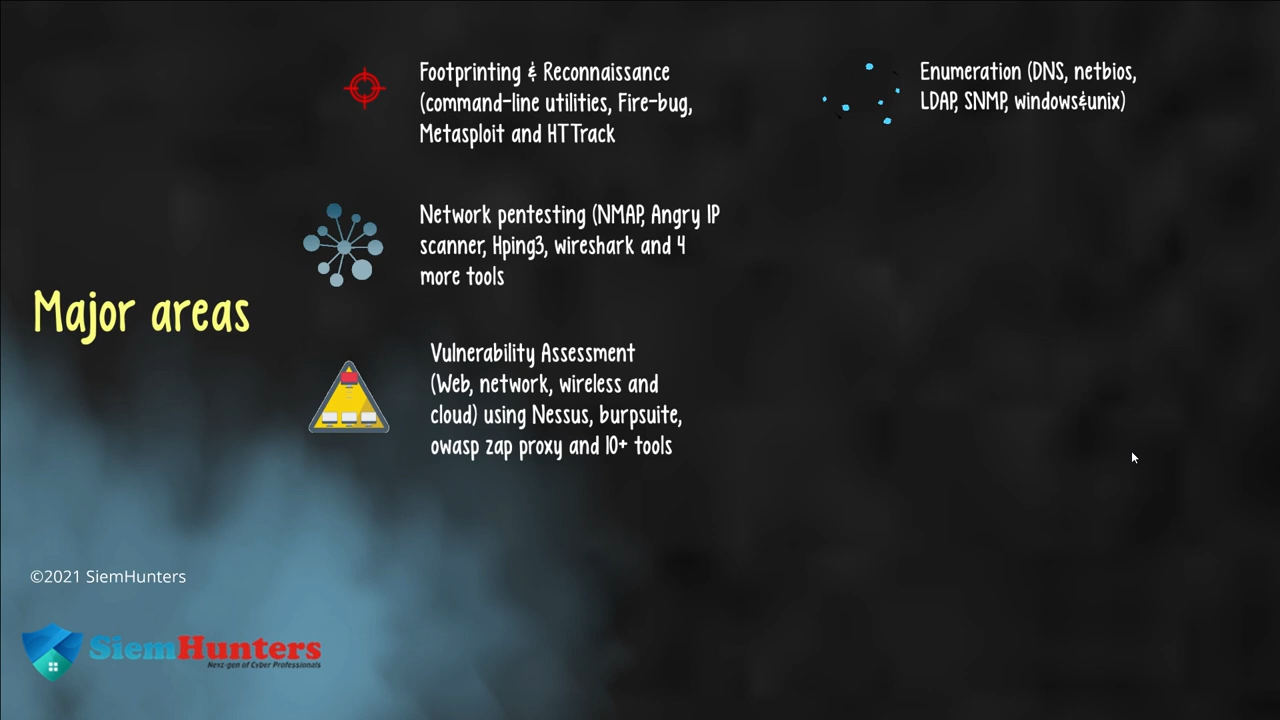 Footprinting & Reconnaissance
(command-line utilities, Fire-bug,
Metasploit and HTTrack
Enumeration (DNS, netbios,
LDAP, SNMP, windows&unix)
Network pentesting (NMAP, Angry IP
scanner, Hping3, wireshark and 4
more tools
Major areas
Vulnerability Assessment
(Web, network, wireless and
cloud) using Nessus, burpsuite,
owasp zap proxy and 10+ tools
©2021 SiemHunters
SiemHunters
Next-gen of Cyber Professionals